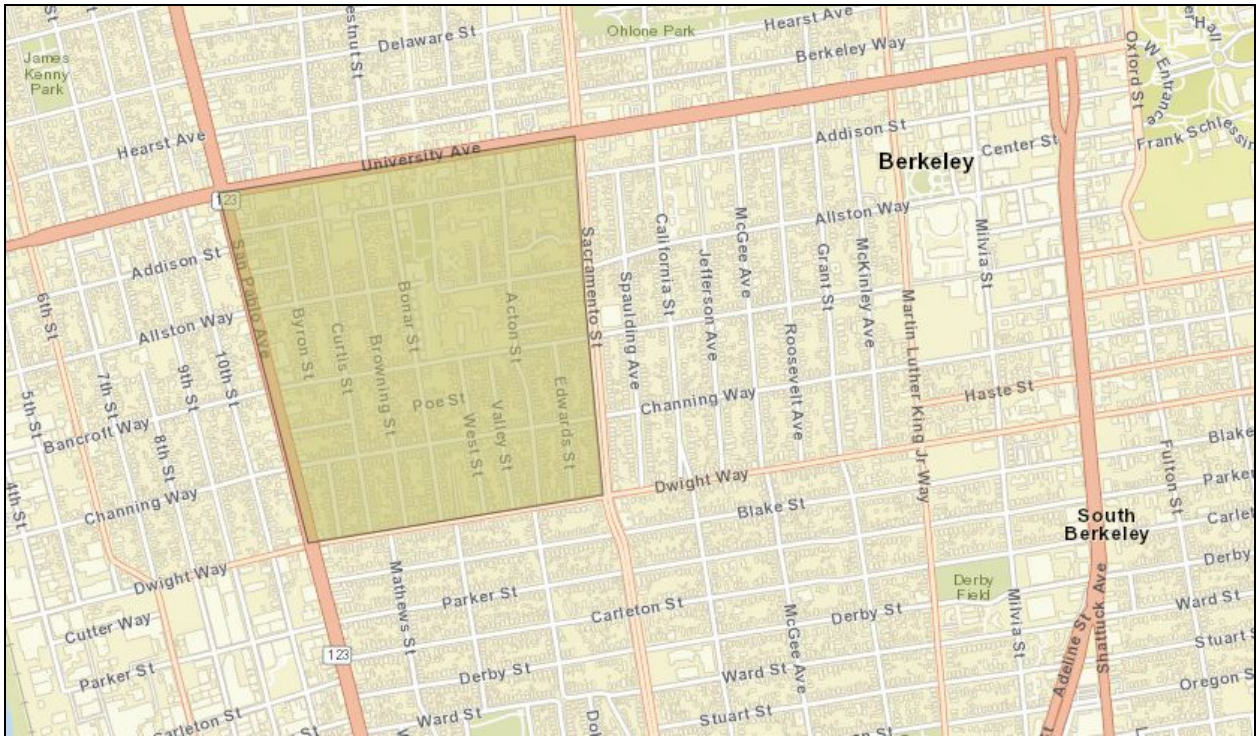 Hearst Ave
Oxford St
Hall
W Entrance
Delaware St
Ohlone Park
Berkeley Way
James
Kenny
Park
Hearst Ave
University Ave
Addison St
Berkeley
Center St
123
Addison St
San Pablo Ave
Sacramento St
Allston Way
Spaulding Ave
California St
Jefferson Ave
McGee Ave
Grant St
McKinley Ave
Milvia St
6th St
Allston Way
Byron St
Curtis St
Bonar St
Browning St
Acton St
Edwards St
Roosevelt Ave
Martin Luther King Jr Way
Haste St
5th St
7th St
9th St
10th St
Poe St
West St
Valley St
Channing Way
Bancroft Way
8th St
Fulton St
Blake
4th St
Channing Way
Dwight Way
Blake St
Parker
South
Berkeley
Dwight Way
Mathews St
Parker St
Carleton St
McGee Ave
Derby St
Derby
Field
Milvia St
Adeline St
Shattuck Ave
Derby
Ward St
Cutter Way
123
Parker St
Derby St
Ward St
Stuart S
Oregon S
Carleton St
Ward St
Stuart St